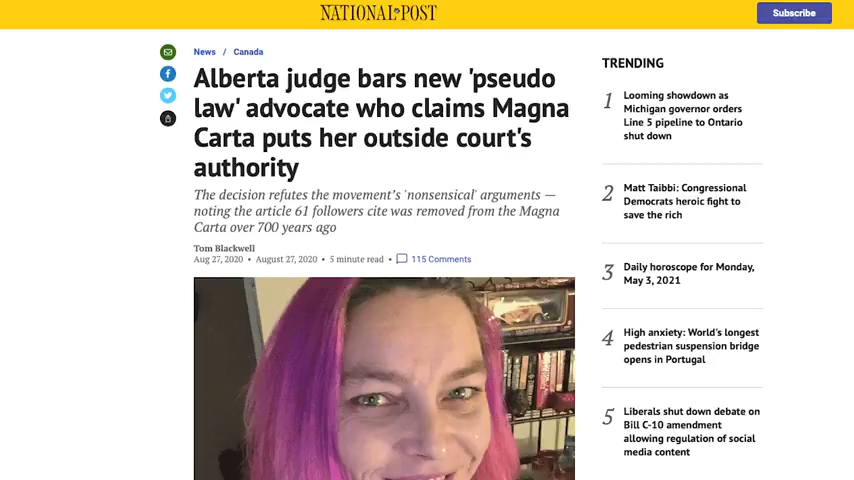 NATIONAL POST
Subscribe
News / Canada
Alberta judge bars new 'pseudo
law' advocate who claims Magna
Carta puts her outside court's
authority
The decision refutes the movement's 'nonsensical' arguments —
noting the article 61 followers cite was removed from the Magna
Carta over 700 years ago
Tom Blackwell
Aug 27, 2020 • August 27, 2020 • 5 minute read • 115 Comments
TRENDING
1 Looming showdown as
Michigan governor orders
Line 5 pipeline to Ontario
shut down
2 Matt Taibbi: Congressional
Democrats heroic fight to
save the rich
3 Daily horoscope for Monday,
May 3, 2021
4 High anxiety: World's longest
pedestrian suspension bridge
opens in Portugal
5 Liberals shut down debate on
Bill C-10 amendment
allowing regulation of social
media content